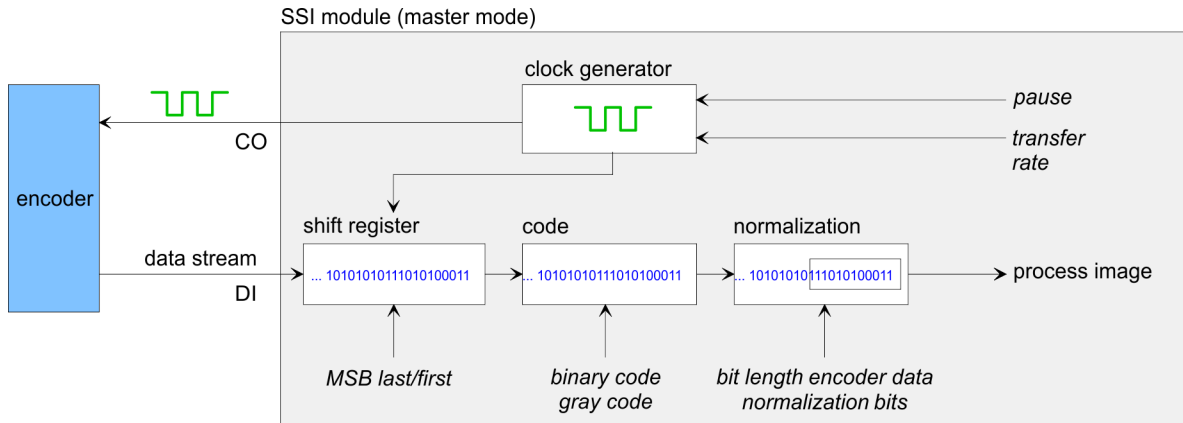 SSI module (master mode)
clock generator
pause
CO
transfer
rate
encoder
shift register
code
normalization
data stream
... 10101010111010100011
... 10101010111010100011
... 10101010111010100011
process image
DI
MSB last/first
binary code
gray code
bit length encoder data
normalization bits